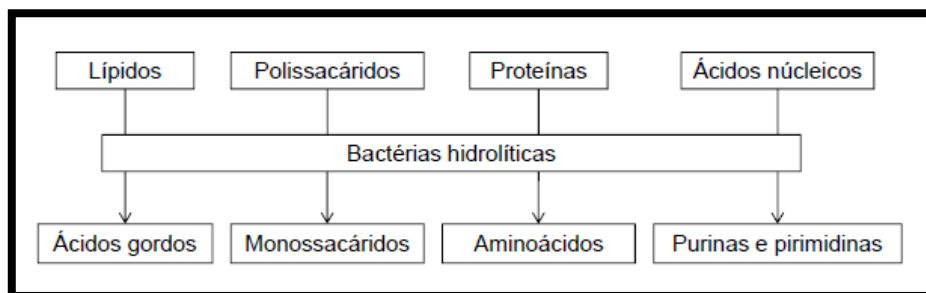 Lípidos
Polissacáridos
Proteínas
Ácidos núcleicos
Bactérias hidrolíticas
Ácidos gordos
Monossacáridos
Aminoácidos
Purinas e pirimidinas